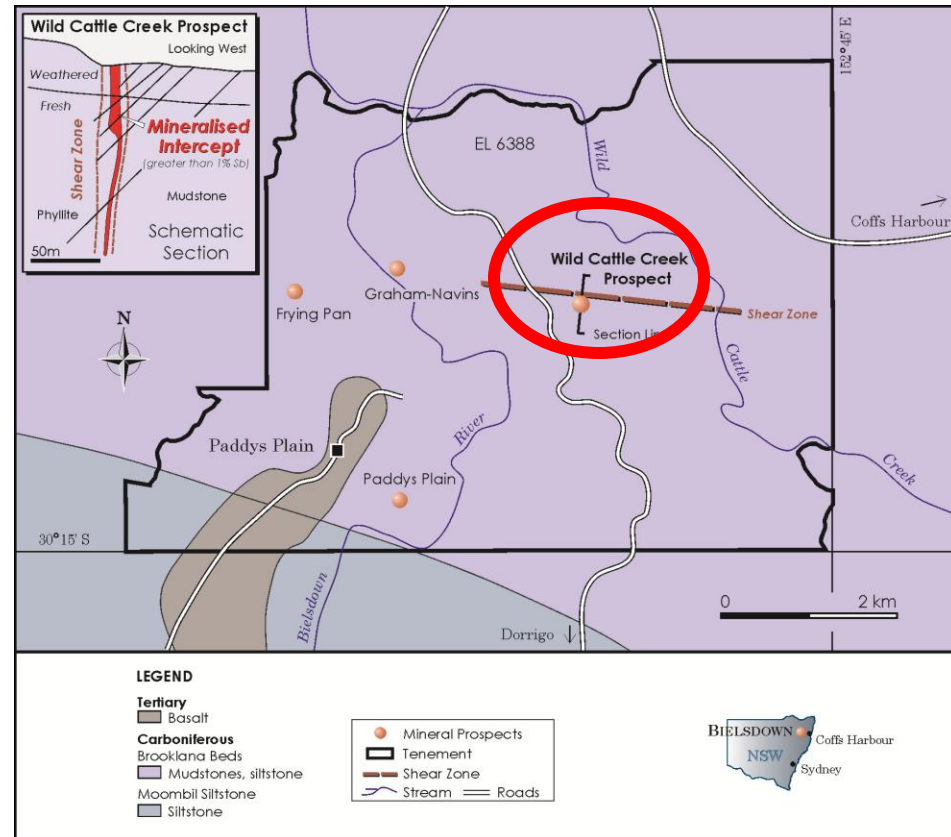 Wild Cattle Creek Prospect
Looking West
Weathered
Fresh
Shear Zone
Mineralised
Intercept
(greater than 1% Sb)
Mudstone
Phyllite
Schematic
Section
50m
152°45' E
EL 6388
Wild
Coffs Harbour
Wild Cattle Creek
Prospect
Graham-Navins
Frying Pan
Shear Zone
Section Lin
N
Cattle
River
Paddys Plain
Paddys Plain
Creek
30°15' S
Bielsdown
0 2 km
Dorrigo
LEGEND
Tertiary
Basalt
Carboniferous
Brooklana Beds
Mudstones, siltstone
Moombil Siltstone
Siltstone
Mineral Prospects
Tenement
Shear Zone
Stream Roads
BIELSDOWN
Coffs Harbour
NSW
Sydney